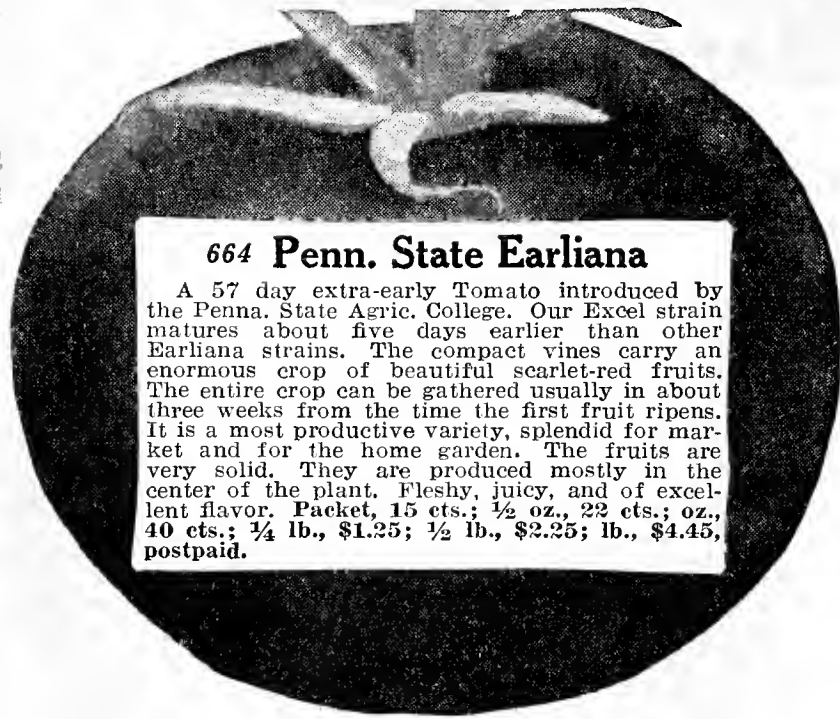 664 Penn. State Earliana
A 57 day extra-early Tomato introduced by
the Penna. State Agric. College. Our Excel strain
matures about five days earlier than other
Earliana strains. The compact vines carry an
enormous crop of beautiful scarlet-red fruits.
The entire crop can be gathered usually in about
three weeks from the time the first fruit ripens.
It is a most productive variety, splendid for mar-
ket and for the home garden. The fruits are
very solid. They are produced mostly in the
center of the plant. Fleshy, juicy, and of excel-
lent flavor. Packet, 15 cts.; ½ oz., 22 cts.; oz.,
40 cts.; ¼ lb., $1.25; ½ lb., $2.25; lb., $4.45,
postpaid.